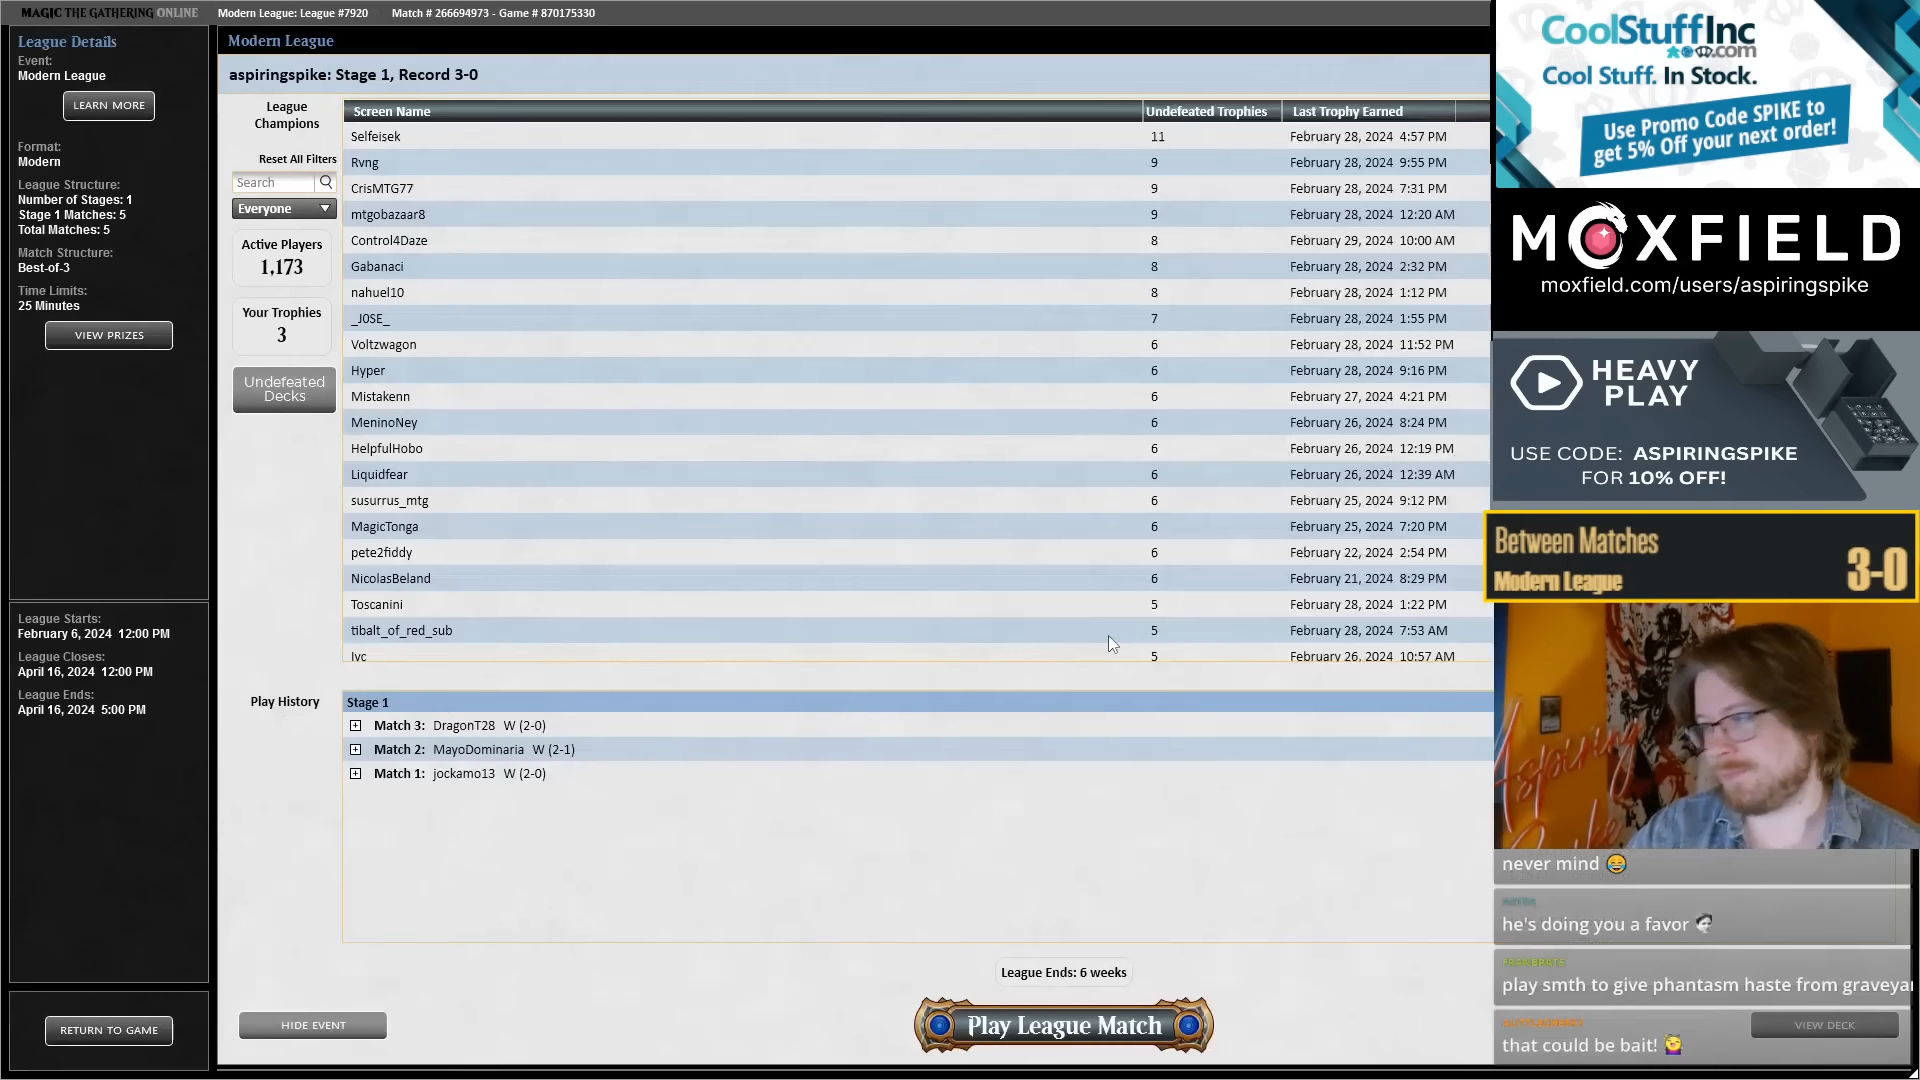 MAGIC THE GATHERING ONLINE
Modern League: League #7920
Match # 266694973 - Game # 870175330
League Details
Event:
Modern League
LEARN MORE
Format:
Modern
League Structure:
Number of Stages: 1
Stage 1 Matches: 5
Total Matches: 5
Match Structure:
Best-of-3
Time Limits:
25 Minutes
VIEW PRIZES
League Starts:
February 6, 2024 12:00 PM
League Closes:
April 16, 2024 12:00 PM
League Ends:
April 16, 2024 5:00 PM
RETURN TO GAME
Modern League
aspiringspike: Stage 1, Record 3-0
League
Champions
Reset All Filters
Search
Everyone
Active Players
1,173
Your Trophies
3
Undefeated
Decks
Screen Name Undefeated Trophies Last Trophy Earned
Selfeisek 11 February 28, 2024 4:57 PM
Rvng 9 February 28, 2024 9:55 PM
CrisMTG77 9 February 28, 2024 7:31 PM
mtgobazaar8 9 February 28, 2024 12:20 AM
Control4Daze 8 February 29, 2024 10:00 AM
Gabanaci 8 February 28, 2024 2:32 PM
nahuel10 8 February 28, 2024 1:12 PM
_J0SE_ 7 February 28, 2024 1:55 PM
Voltzwagon 6 February 28, 2024 11:52 PM
Hyper 6 February 28, 2024 9:16 PM
Mistakenn 6 February 27, 2024 4:21 PM
MeninoNey 6 February 26, 2024 8:24 PM
HelpfulHobo 6 February 26, 2024 12:19 PM
Liquidfear 6 February 26, 2024 12:39 AM
susurrus_mtg 6 February 25, 2024 9:12 PM
MagicTonga 6 February 25, 2024 7:20 PM
pete2fiddy 6 February 22, 2024 2:54 PM
NicolasBeland 6 February 21, 2024 8:29 PM
Toscanini 5 February 28, 2024 1:22 PM
tibalt_of_red_sub 5 February 28, 2024 7:53 AM
5 February 26, 2024 10:57 AM
Play History
Stage 1
Match 3: DragonT28 W (2-0)
Match 2: MayoDominaria W (2-1)
Match 1: jockamo13 W (2-0)
League Ends: 6 weeks
HIDE EVENT
Play League Match
CoolStuffInc
.com
Cool Stuff. In Stock.
Use Promo Code SPIKE to
get 5% Off your next order!
MOXFIELD
moxfield.com/users/aspiringspike
HEAVY
PLAY
USE CODE: ASPIRINGSPIKE
FOR 10% OFF!
Between Matches
Modern League
3-0
Aspiring
Spike
never mind 😂
he's doing you a favor
play smth to give phantasm haste from
that could be bait!
VIEW DECK